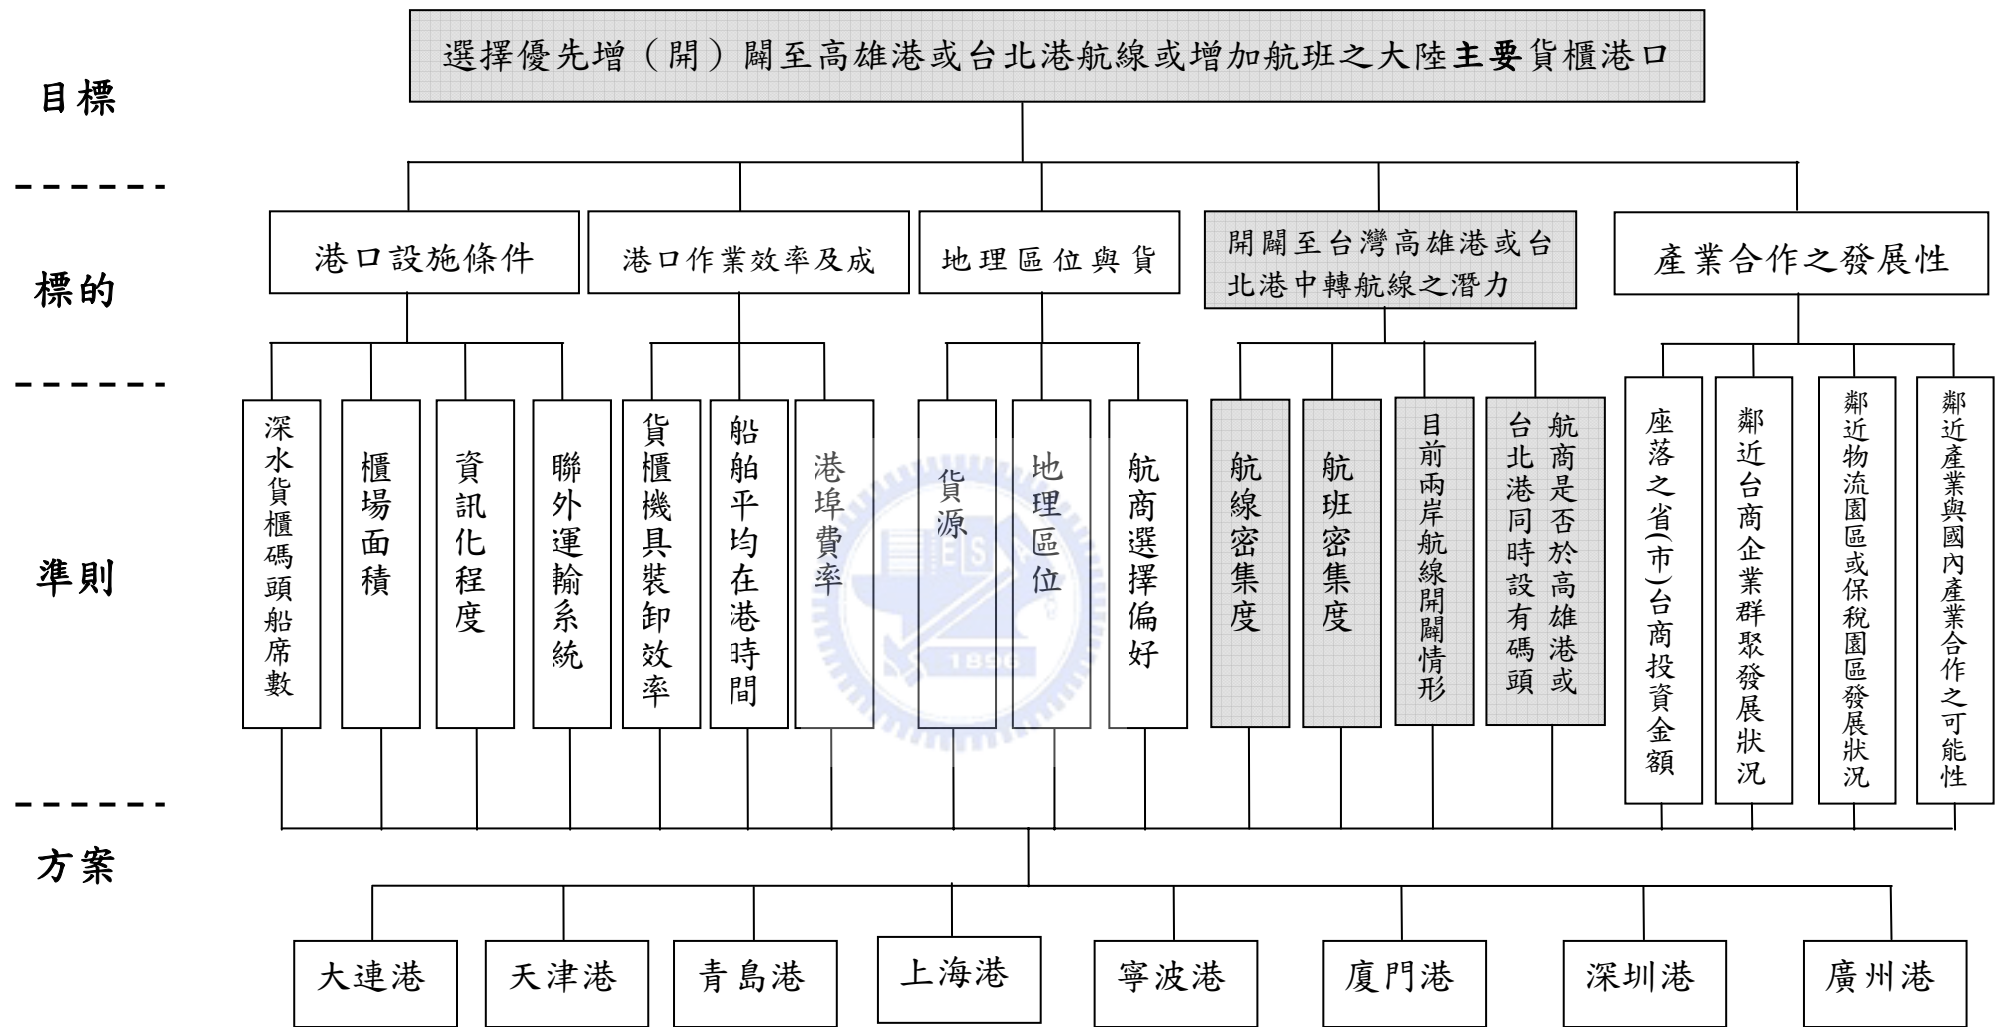 目標
選擇優先增（開）闢至高雄港或台北港航線或增加航班之大陸主要貨櫃港口
標的
港口設施條件
港口作業效率及成
地理區位與貨
開闢至台灣高雄港或台
北港中轉航線之潛力
產業合作之發展性
準則
深水貨櫃碼頭船席數
櫃場面積
資訊化程度
聯外運輸系統
貨櫃機具裝卸效率
船舶平均在港時間
港埠費率
貨源
地理區位
航商選擇偏好
航線密集度
航班密集度
目前兩岸航線開闢情形
航商是否於高雄港或
台北港同時設有碼頭
座落之省(市)台商投資金額
鄰近台商企業群聚發展狀況
鄰近物流園區或保稅園區發展狀況
鄰近產業與國內產業合作之可能性
ES
1896
方案
大連港
天津港
青島港
上海港
寧波港
廈門港
深圳港
廣州港